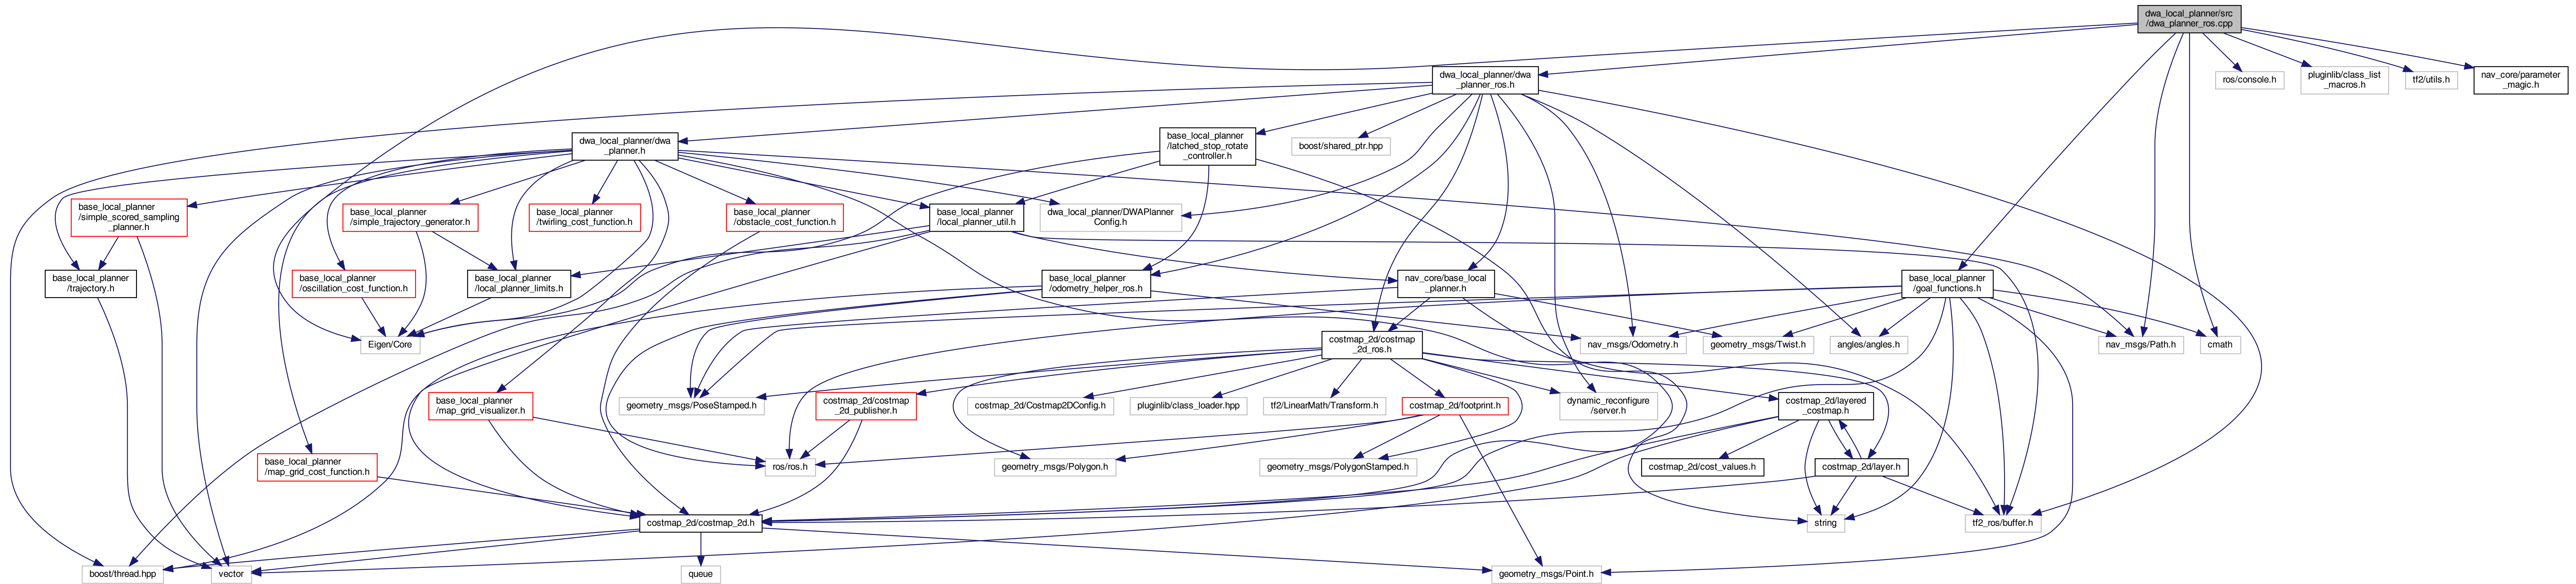 dwa_local_planner/src
/dwa_planner_ros.cpp
dwa_local_planner/dwa
_planner_ros.h
ros/console.h
pluginlib/class_list
_macros.h
tf2/utils.h
nav_core/parameter
_magic.h
dwa_local_planner/dwa
_planner.h
base_local_planner
/latched_stop_rotate
_controller.h
boost/shared_ptr.hpp
base_local_planner
/simple_scored_sampling
_planner.h
base_local_planner
/simple_trajectory_generator.h
base_local_planner
/twirling_cost_function.h
base_local_planner
/obstacle_cost_function.h
base_local_planner
/local_planner_util.h
dwa_local_planner/DWAPlanner
Config.h
base_local_planner
/trajectory.h
base_local_planner
/oscillation_cost_function.h
base_local_planner
/local_planner_limits.h
base_local_planner
/odometry_helper_ros.h
nav_core/base_local
_planner.h
base_local_planner
/goal_functions.h
Eigen/Core
costmap_2d/costmap
_2d_ros.h
nav_msgs/Odometry.h
geometry_msgs/Twist.h
angles/angles.h
nav_msgs/Path.h
cmath
base_local_planner
/map_grid_visualizer.h
geometry_msgs/PoseStamped.h
costmap_2d/costmap
_2d_publisher.h
costmap_2d/Costmap2DConfig.h
pluginlib/class_loader.hpp
tf2/LinearMath/Transform.h
costmap_2d/footprint.h
dynamic_reconfigure
/server.h
costmap_2d/layered
_costmap.h
base_local_planner
/map_grid_cost_function.h
ros/ros.h
geometry_msgs/Polygon.h
geometry_msgs/PolygonStamped.h
costmap_2d/cost_values.h
costmap_2d/layer.h
costmap_2d/costmap_2d.h
string
tf2_ros/buffer.h
boost/thread.hpp
vector
queue
geometry_msgs/Point.h